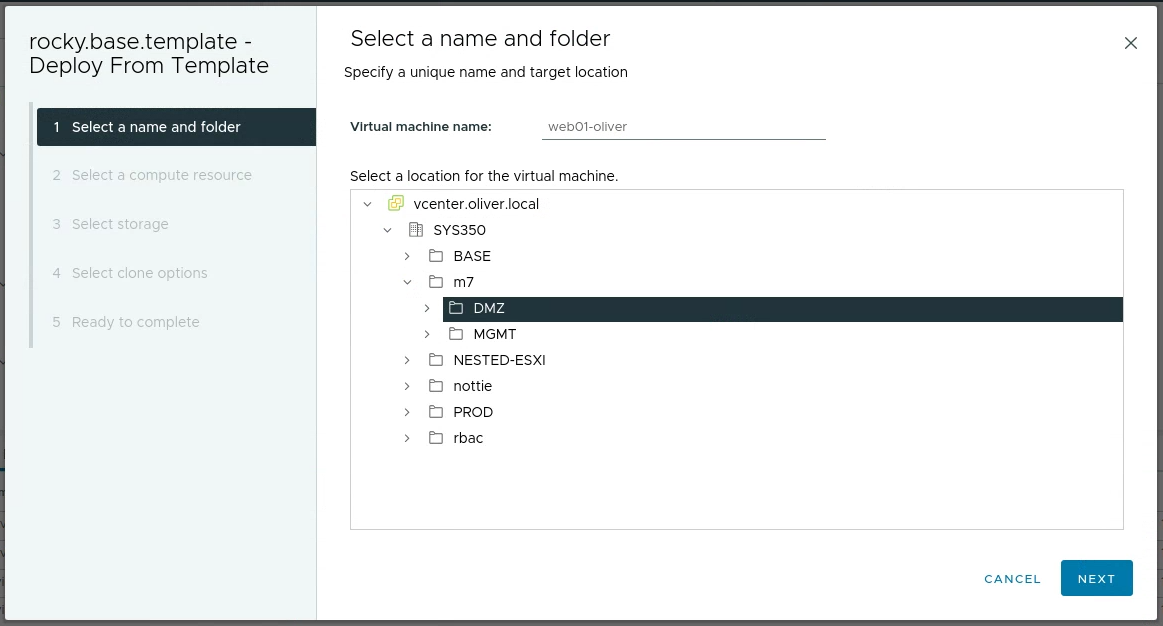 rocky.base.template -
Deploy From Template
1 Select a name and folder
2 Select a compute resource
3 Select storage
4 Select clone options
5 Ready to complete
Select a name and folder
Specify a unique name and target location
Virtual machine name: web01-oliver
Select a location for the virtual machine.
vcenter.oliver.local
SYS350
BASE
m7
DMZ
MGMT
NESTED-ESXI
nottie
PROD
rbac
CANCEL NEXT